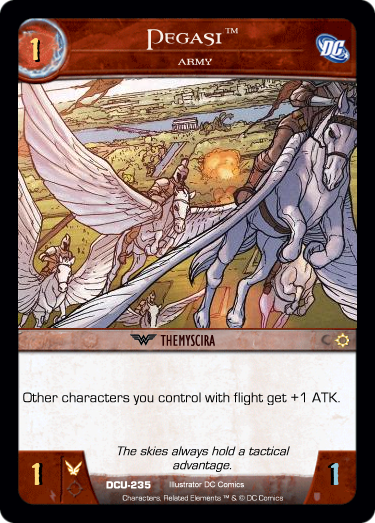 1
PEGASI™
DC
ARMY
THEMYSCIRA
Other characters you control with flight get +1 ATK.
The skies always hold a tactical
advantage.
1
DCU-235 Illustrator DC Comics
1
Characters, Related Elements ™ & © DC Comics